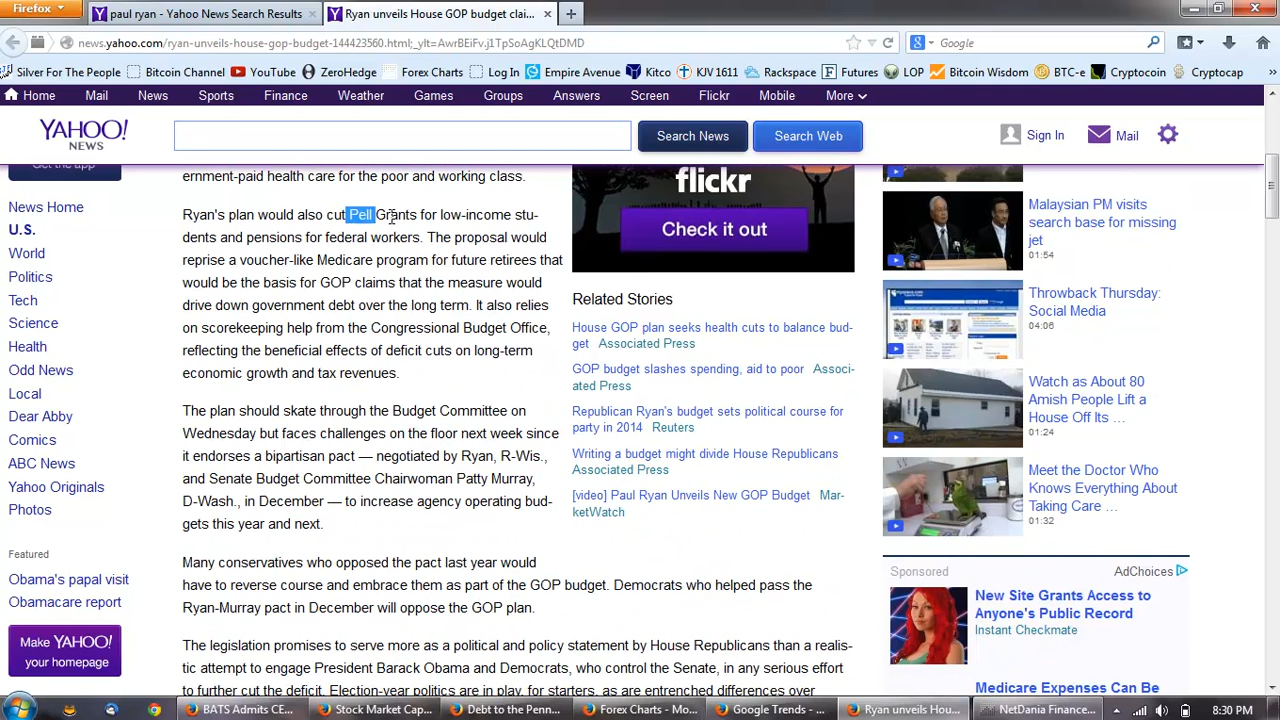 Firefox
paul ryan - Yahoo News Search Results
Ryan unveils House GOP budget clai...
news.yahoo.com/ryan-unveils-house-gop-budget-144423560.html;_ylt=AwrBEiFv.j1TpSoAgKLQtDMD
Google
Silver For The People
Bitcoin Channel
YouTube
ZeroHedge
Forex Charts
Log In
Empire Avenue
Kitco
KJV 1611
Rackspace
Futures
LOP
Bitcoin Wisdom
BTC-e
Cryptocoin
Cryptocap
Home
Mail
News
Sports
Finance
Weather
Games
Groups
Answers
Screen
Flickr
Mobile
More
YAHOO!
NEWS
Search News
Search Web
Sign In
Mail
Get the app
News Home
U.S.
World
Politics
Tech
Science
Health
Odd News
Local
Dear Abby
Comics
ABC News
Yahoo Originals
Photos
Featured
Obama's papal visit
Obamacare report
Make YAHOO!
your homepage
ernment-paid health care for the poor and working class.
Ryan's plan would also cut Pell Grants for low-income stu-
dents and pensions for federal workers. The proposal would
reprise a voucher-like Medicare program for future retirees that
would be the basis for GOP claims that the measure would
drive down government debt over the long term. It also relies
on from the Congressional Budget Office
effects of deficit cuts on long-term
economic growth and tax revenues.
The plan should skate through the Budget Committee on
Wednesday but faces challenges on the floor next week since
it endorses a bipartisan pact — negotiated by Ryan, R-Wis.,
and Senate Budget Committee Chairwoman Patty Murray,
D-Wash., in December — to increase agency operating bud-
gets this year and next.
Many conservatives who opposed the pact last year would
have to reverse course and embrace them as part of the GOP budget. Democrats who helped pass the
Ryan-Murray pact in December will oppose the GOP plan.
The legislation promises to serve more as a political and policy statement by House Republicans than a realis-
tic attempt to engage President Barack Obama and Democrats, who control the Senate, in any serious effort
to further cut the deficit. Election-year politics are in play, for starters, as are entrenched differences over
flickr
Check it out
Related Stories
House GOP plan seeks health cuts to balance bud-
get Associated Press
GOP budget slashes spending, aid to poor Associ-
ated Press
Republican Ryan's budget sets political course for
party in 2014 Reuters
Writing a budget might divide House Republicans
Associated Press
[video] Paul Ryan Unveils New GOP Budget Mar-
ketWatch
Malaysian PM visits
search base for missing
jet
01:54
Throwback Thursday:
Social Media
04:06
Watch as About 80
Amish People Lift a
House Off Its ...
01:24
Meet the Doctor Who
Knows Everything About
Taking Care ...
01:32
Sponsored
AdChoices
New Site Grants Access to
Anyone's Public Record
Instant Checkmate
Medicare Expenses Can Be
BATS Admits CE...
Stock Market Cap...
Debt to the Penn...
Forex Charts - Mo...
Google Trends - ...
Ryan unveils Hou...
NetDania Finance...
8:30 PM